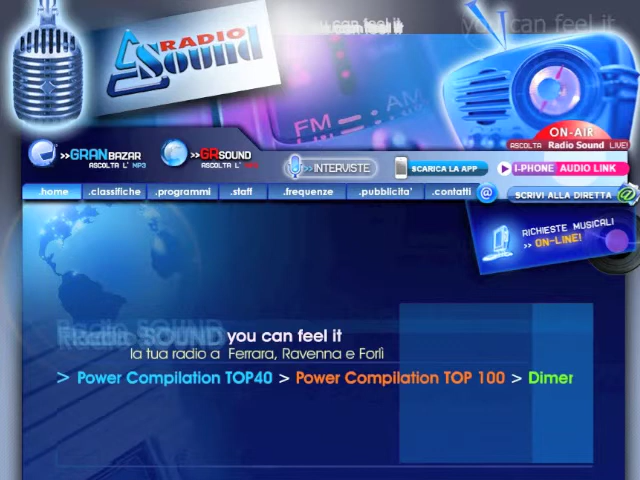 you can feel it
you can feel it
RADIO
Sound
FM
AM
ON-AIR
ASCOLTA Radio Sound LIVE!
>>GRANBAZAR
ASCOLTA L' MP3
>>GRSOUND
ASCOLTA L'
>>INTERVISTE
SCARICA LA APP
I-PHONE AUDIO LINK
.home .classifiche .programmi .staff .frequenze .pubblicita' .contatti @ SCRIVI ALLA DIRETTA @
RICHIESTE MUSICALI
>> ON-LINE!
Radio SOUND you can feel it
la tua radio a Ferrara, Ravenna e Forlì
> Power Compilation TOP40 > Power Compilation TOP 100 > Dimen